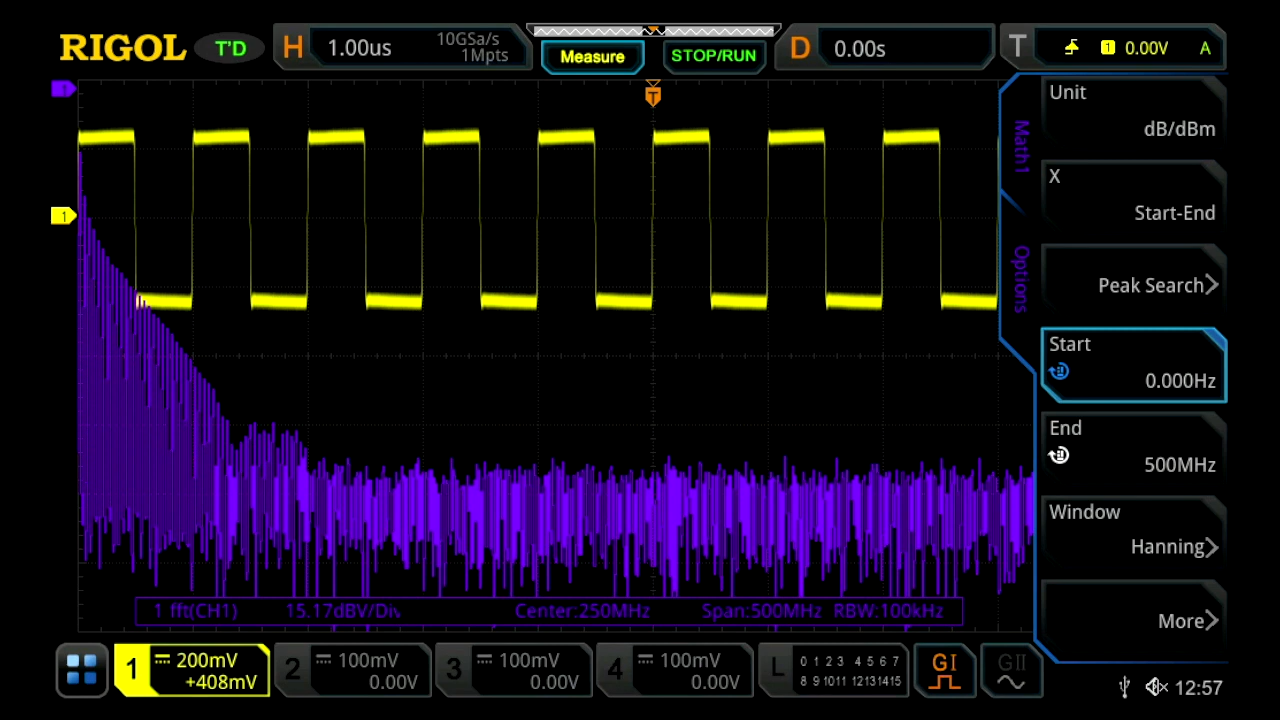 RIGOL
T'D
H
1.00us
10GSa/s
1Mpts
Measure
STOP/RUN
D
0.00s
T
1
0.00V
A
T
1
1
Math1
Options
Unit
dB/dBm
X
Start-End
Peak Search
Start
0.000Hz
End
500MHz
Window
Hanning
More
1 fft(CH1) 15.17dBV/Div Center:250MHz Span:500MHz RBW:100kHz
1
200mV
+408mV
2
100mV
0.00V
3
100mV
0.00V
4
100mV
0.00V
L
0 1 2 3 4 5 6 7
8 9 10 11 12 13 14 15
GI
GII
12:57